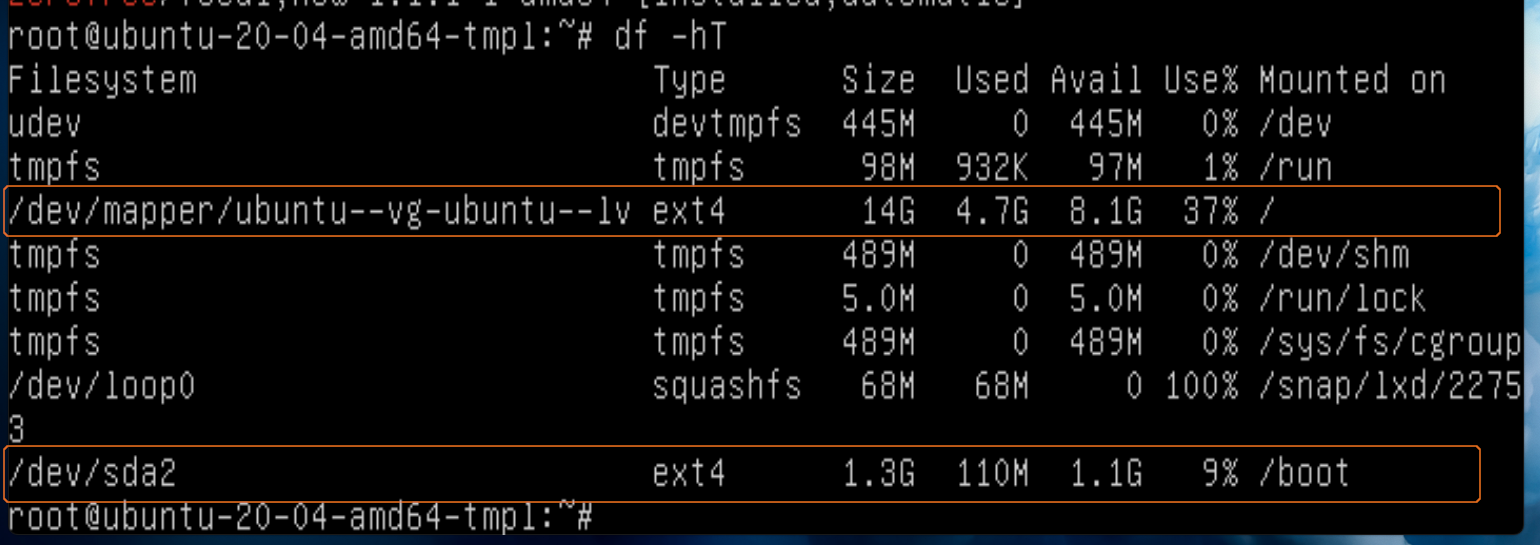 root@ubuntu-20-04-amd64-tmpl:~# df -hT
Filesystem Type Size Used Avail Use% Mounted on
udev devtmpfs 445M 0 445M 0% /dev
tmpfs tmpfs 98M 932K 97M 1% /run
/dev/mapper/ubuntu--vg-ubuntu--lv ext4 14G 4.7G 8.1G 37% /
tmpfs tmpfs 489M 0 489M 0% /dev/shm
tmpfs tmpfs 5.0M 0 5.0M 0% /run/lock
tmpfs tmpfs 489M 0 489M 0% /sys/fs/cgroup
/dev/loop0 squashfs 68M 68M 0 100% /snap/lxd/2275
3
/dev/sda2 ext4 1.3G 110M 1.1G 9% /boot
root@ubuntu-20-04-amd64-tmpl:~#